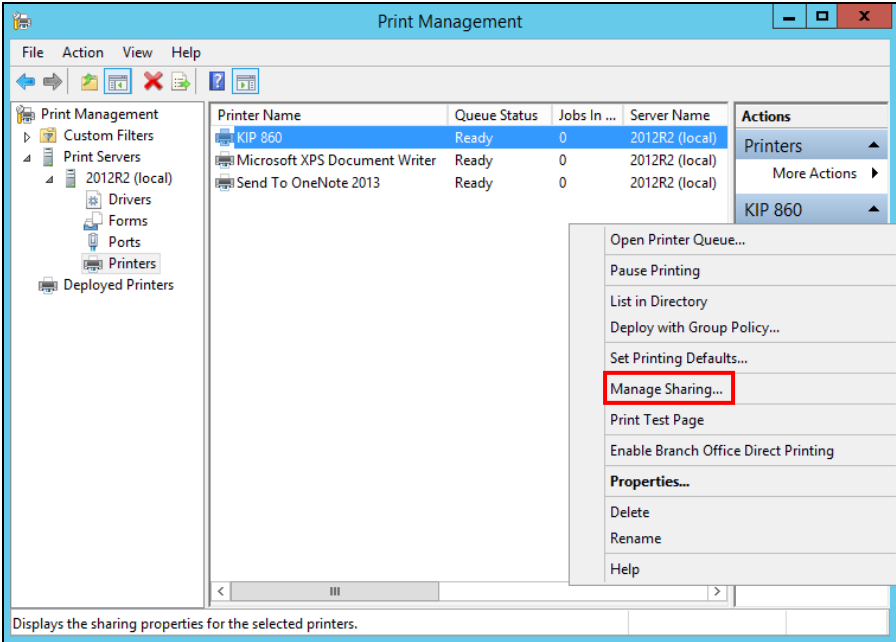 Print Management
File Action View Help
Print Management
Custom Filters
Print Servers
2012R2 (local)
Drivers
Forms
Ports
Printers
Deployed Printers
Printer Name Queue Status Jobs In ... Server Name
KIP 860 Ready 0 2012R2 (local)
Microsoft XPS Document Writer Ready 0 2012R2 (local)
Send To OneNote 2013 Ready 0 2012R2 (local)
Actions
Printers
More Actions
KIP 860
Open Printer Queue...
Pause Printing
List in Directory
Deploy with Group Policy...
Set Printing Defaults...
Manage Sharing...
Print Test Page
Enable Branch Office Direct Printing
Properties...
Delete
Rename
Help
Displays the sharing properties for the selected printers.